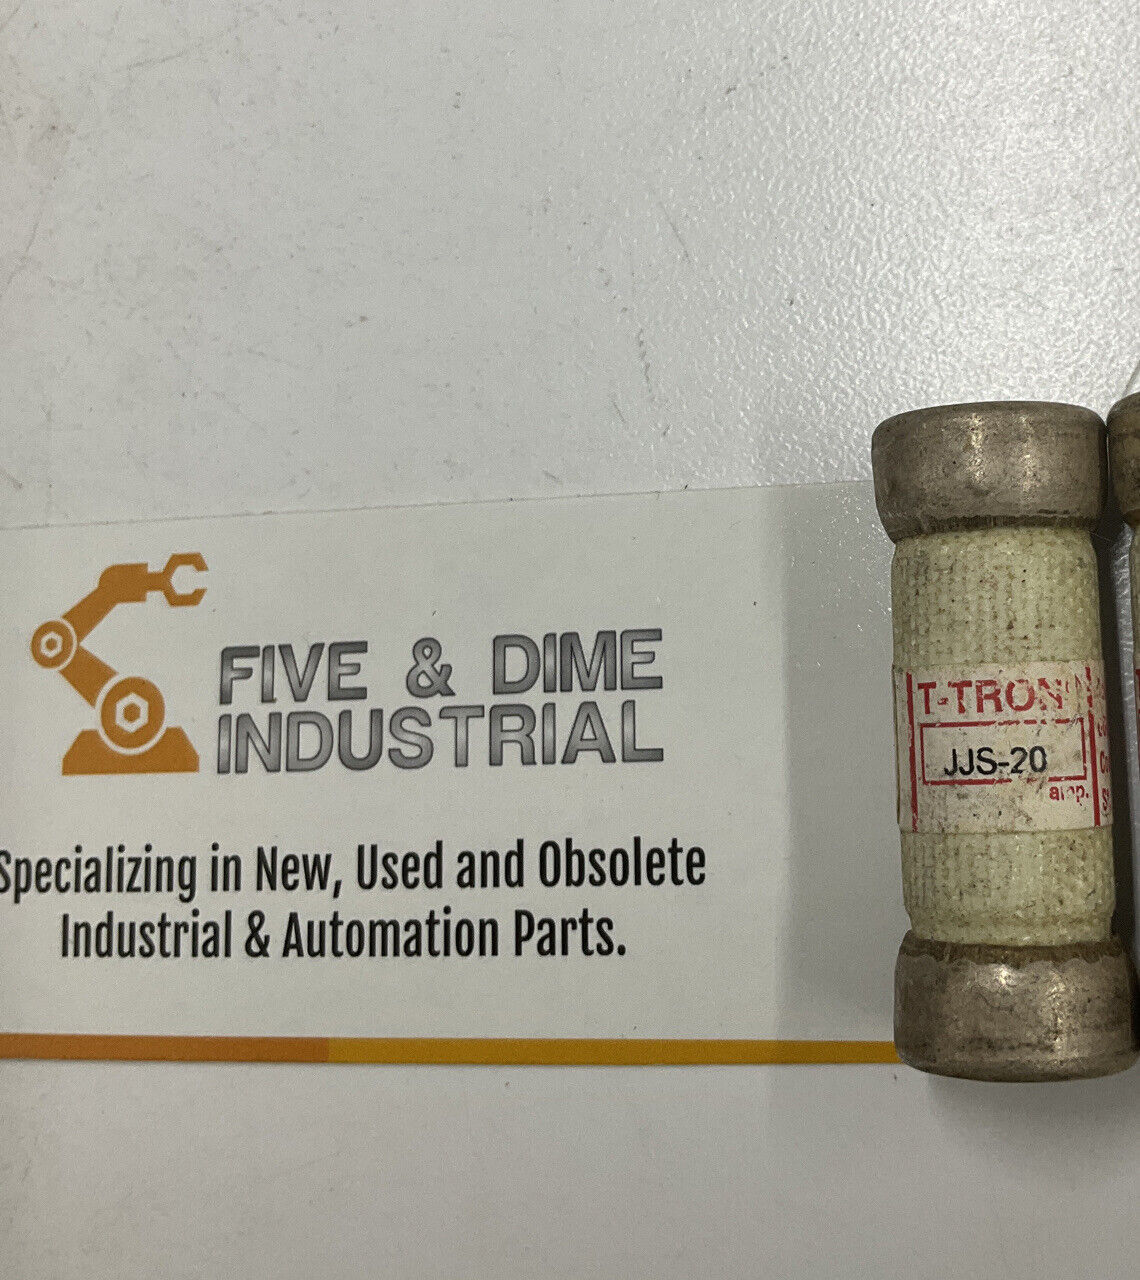 FIVE & DIME
INDUSTRIAL
Specializing in New, Used and Obsolete
Industrial & Automation Parts.
T-TRON
JJS-20
amp.